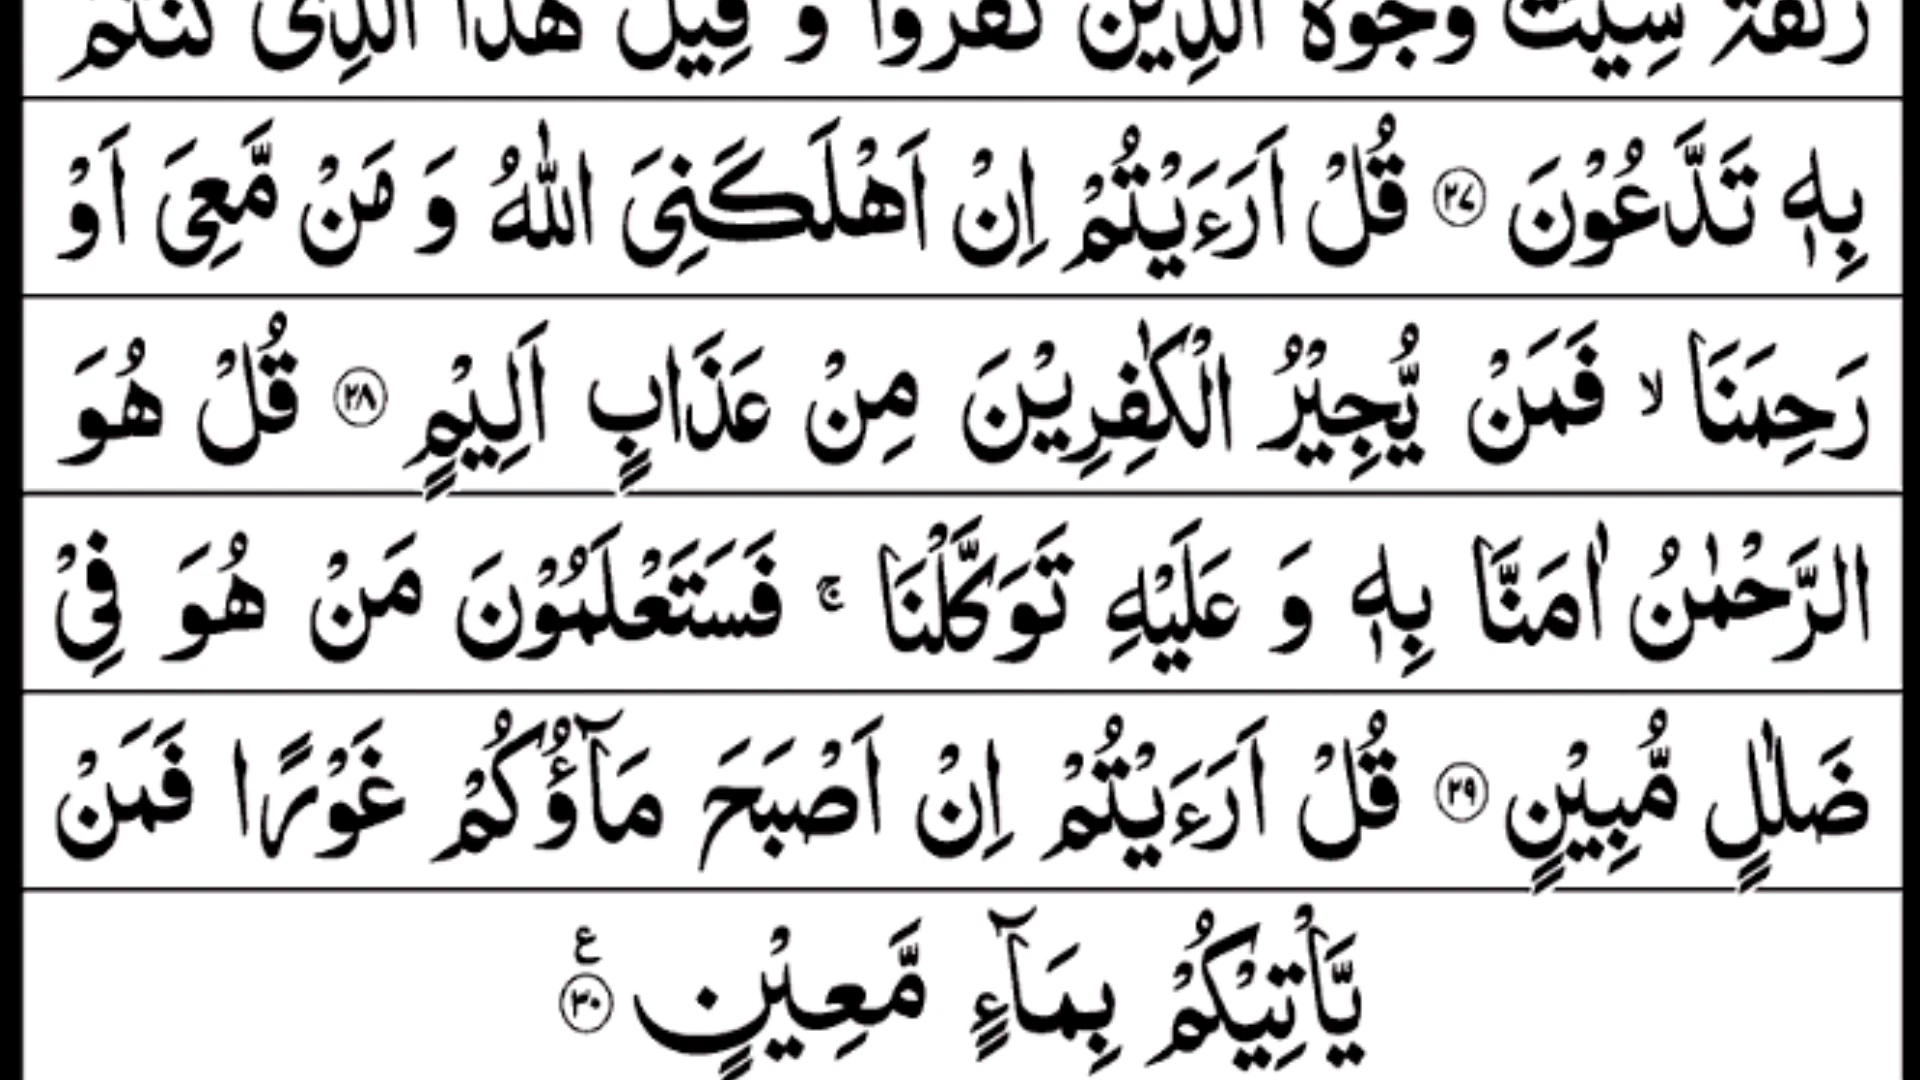 زُلْفَةً سِيْٓـَٔتْ وُجُوْهُ الَّذِيْنَ كَفَرُوْا وَ قِيْلَ هٰذَا الَّذِيْ كُنْتُمْ
بِهٖ تَدَّعُوْنَ ﴿۲۷﴾ قُلْ اَرَءَيْتُمْ اِنْ اَهْلَكَنِيَ اللّٰهُ وَ مَنْ مَّعِيَ اَوْ
رَحِمَنَا ۙ فَمَنْ يُّجِيْرُ الْكٰفِرِيْنَ مِنْ عَذَابٍ اَلِيْمٍ ﴿۲۸﴾ قُلْ هُوَ
الرَّحْمٰنُ اٰمَنَّا بِهٖ وَ عَلَيْهِ تَوَكَّلْنَا ۚ فَسَتَعْلَمُوْنَ مَنْ هُوَ فِيْ
ضَلٰلٍ مُّبِيْنٍ ﴿۲۹﴾ قُلْ اَرَءَيْتُمْ اِنْ اَصْبَحَ مَآؤُكُمْ غَوْرًا فَمَنْ
يَّاْتِيْكُمْ بِمَآءٍ مَّعِيْنٍ ﴿۳۰﴾ ع